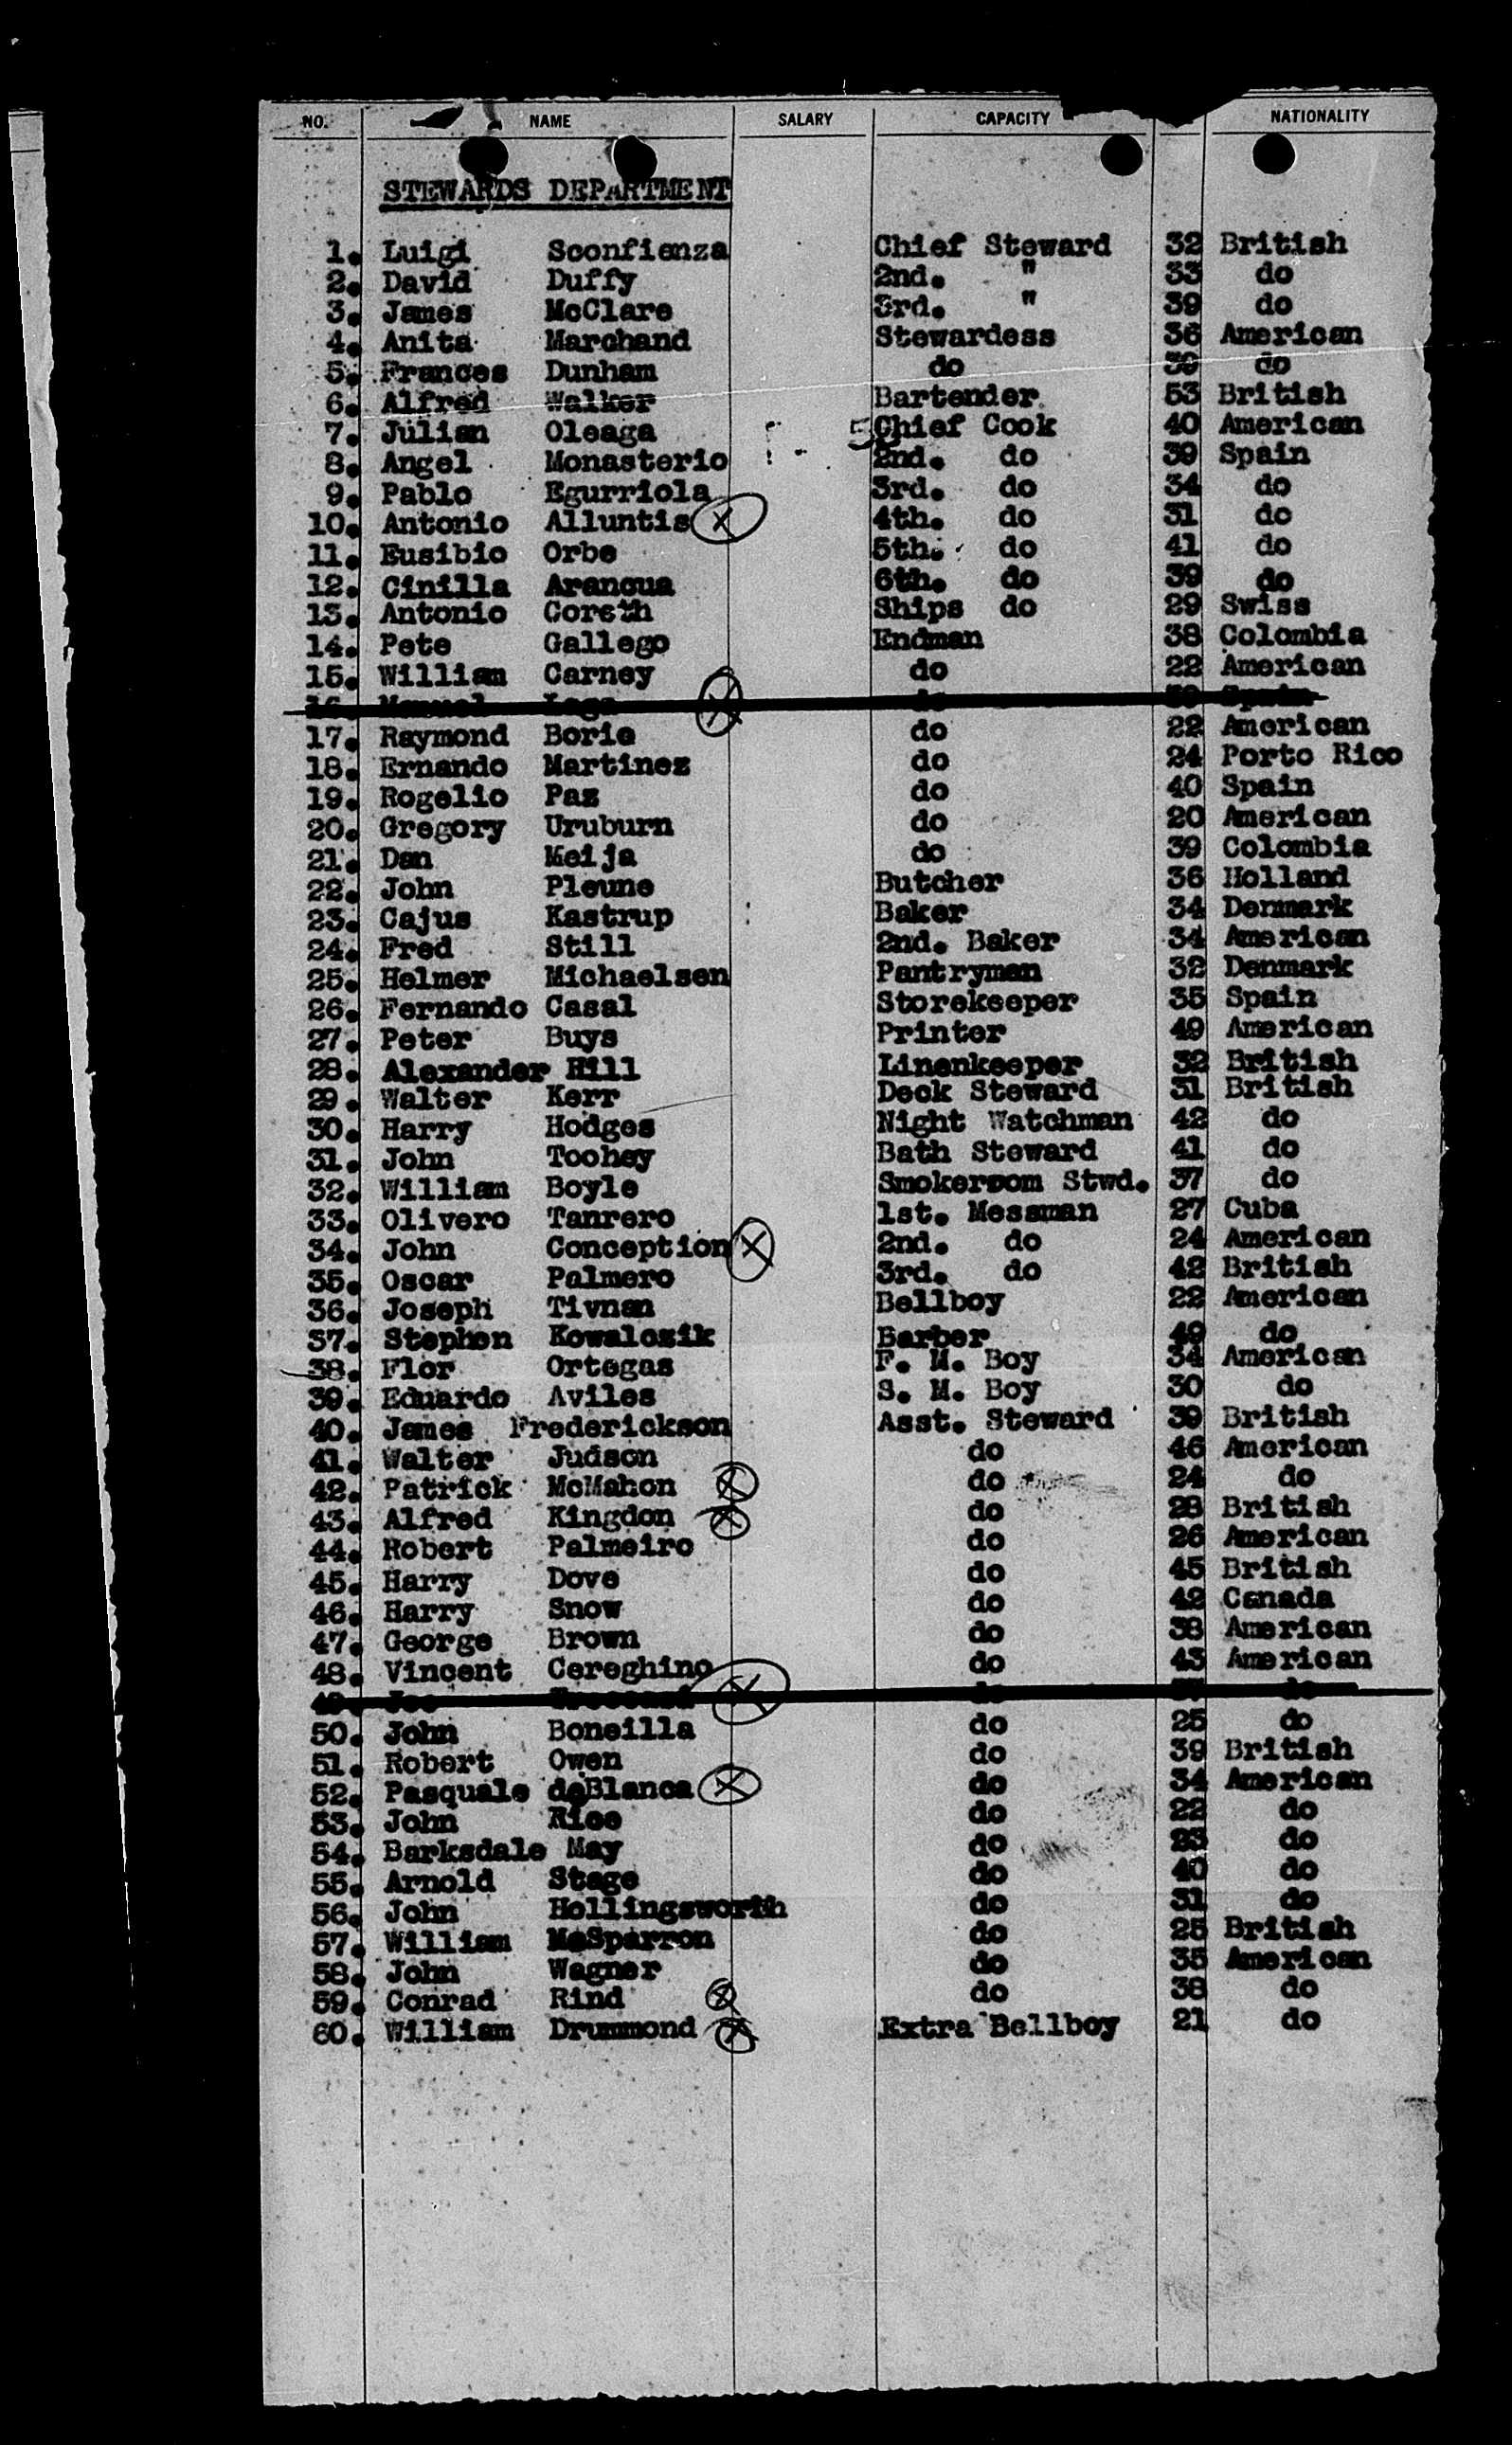 NO. NAME SALARY CAPACITY NATIONALITY
STEWARDS DEPARTMENT
1. Luigi Sconfienza Chief Steward 32 British
2. David Duffy 2nd. " 33 do
3. James McClare 3rd. " 39 do
4. Anita Marchand Stewardess 36 American
5. Frances Dunham do 39 do
6. Alfred Walker Bartender 53 British
7. Julian Oleaga Chief Cook 40 American
8. Angel Monasterio 2nd. do 39 Spain
9. Pablo Egurriola 3rd. do 34 do
10. Antonio Alluntis X 4th. do 31 do
11. Eusibio Orbe 5th. do 41 do
12. Cinilla Arancua 6th. do 39 do
13. Antonio Coreth Ships do 29 Swiss
14. Pete Gallego Endman 38 Colombia
15. William Carney do 22 American
16. Manuel X do Spain
17. Raymond Borie do 22 American
18. Ernando Martinez do 24 Porto Rico
19. Rogelio Paz do 40 Spain
20. Gregory Uruburn do 20 American
21. Dan Meija do 39 Colombia
22. John Pleune Butcher 36 Holland
23. Cajus Kastrup Baker 34 Denmark
24. Fred Still 2nd. Baker 34 American
25. Helmer Michaelsen Pantryman 32 Denmark
26. Fernando Casal Storekeeper 35 Spain
27. Peter Buys Printer 49 American
28. Alexander Hill Linenkeeper 32 British
29. Walter Kerr Deck Steward 31 British
30. Harry Hodges Night Watchman 42 do
31. John Toohey Bath Steward 41 do
32. William Boyle Smokeroom Stwd. 37 do
33. Olivero Tanrero 1st. Messman 27 Cuba
34. John Conception X 2nd. do 24 American
35. Oscar Palmero 3rd. do 42 British
36. Joseph Tivnan Bellboy 22 American
37. Stephen Kowalczik Barber 49 do
38. Flor Ortegas F. M. Boy 34 American
39. Eduardo Aviles S. M. Boy 30 do
40. James Frederickson Asst. Steward 39 British
41. Walter Judson do 46 American
42. Patrick McMahon X do 24 do
43. Alfred Kingdon X do 28 British
44. Robert Palmeiro do 26 American
45. Harry Dove do 45 British
46. Harry Snow do 42 Canada
47. George Brown do 38 American
48. Vincent Cereghino do 43 American
49. Joe X do do
50. John Boneilla do 25 do
51. Robert Owen do 39 British
52. Pasquale deBlanca X do 34 American
53. John Rice do 22 do
54. Barksdale May do 23 do
55. Arnold Stage do 40 do
56. John Hollingsworth do 31 do
57. William McSparron do 25 British
58. John Wagner do 35 American
59. Conrad Rind X do 38 do
60. William Drummond X Extra Bellboy 21 do